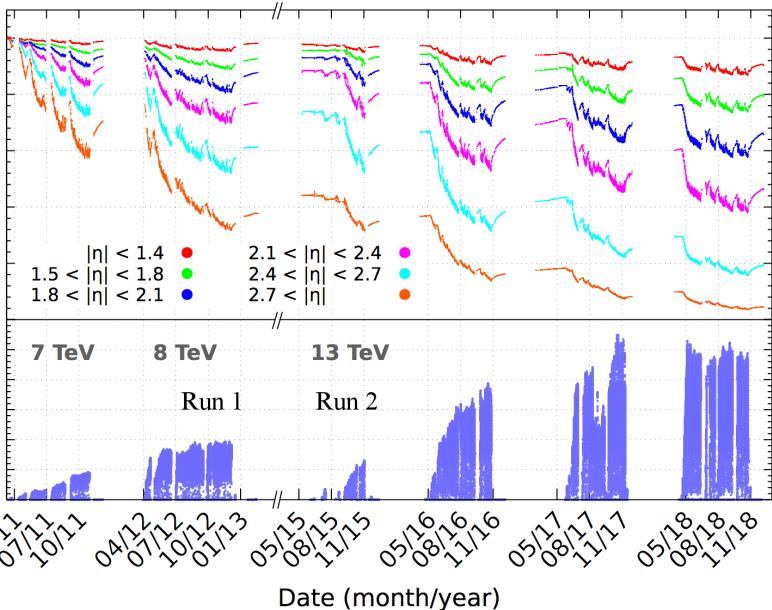 |η| < 1.4
2.1 < |η| < 2.4
1.5 < |η| < 1.8
2.4 < |η| < 2.7
1.8 < |η| < 2.1
2.7 < |η|
7 TeV
8 TeV
13 TeV
Run 1
Run 2
11
07/11
10/11
04/12
07/12
10/12
01/13
05/15
08/15
11/15
05/16
08/16
11/16
05/17
08/17
11/17
05/18
08/18
11/18
Date (month/year)